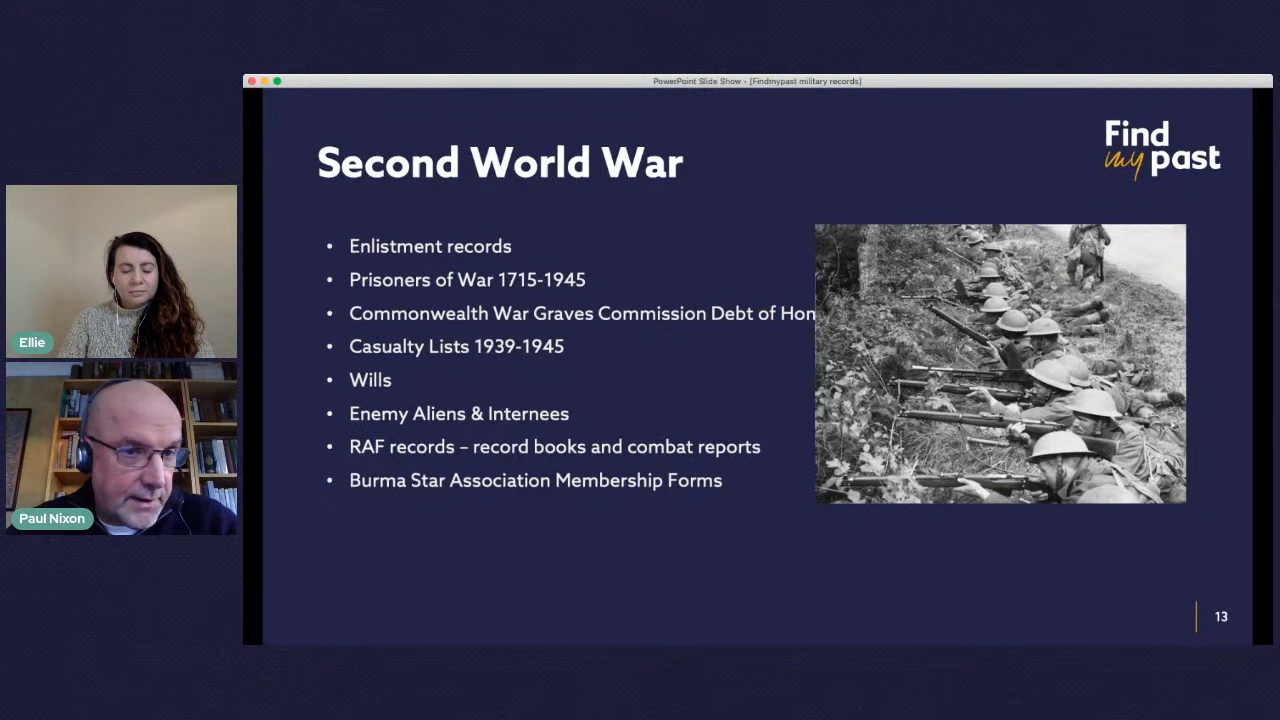 PowerPoint Slide Show - [Findmypast military records]
Find
my past
Second World War
• Enlistment records
• Prisoners of War 1715-1945
• Commonwealth War Graves Commission Debt of Hon
• Casualty Lists 1939-1945
• Wills
• Enemy Aliens & Internees
• RAF records – record books and combat reports
• Burma Star Association Membership Forms
Ellie
Paul Nixon
13